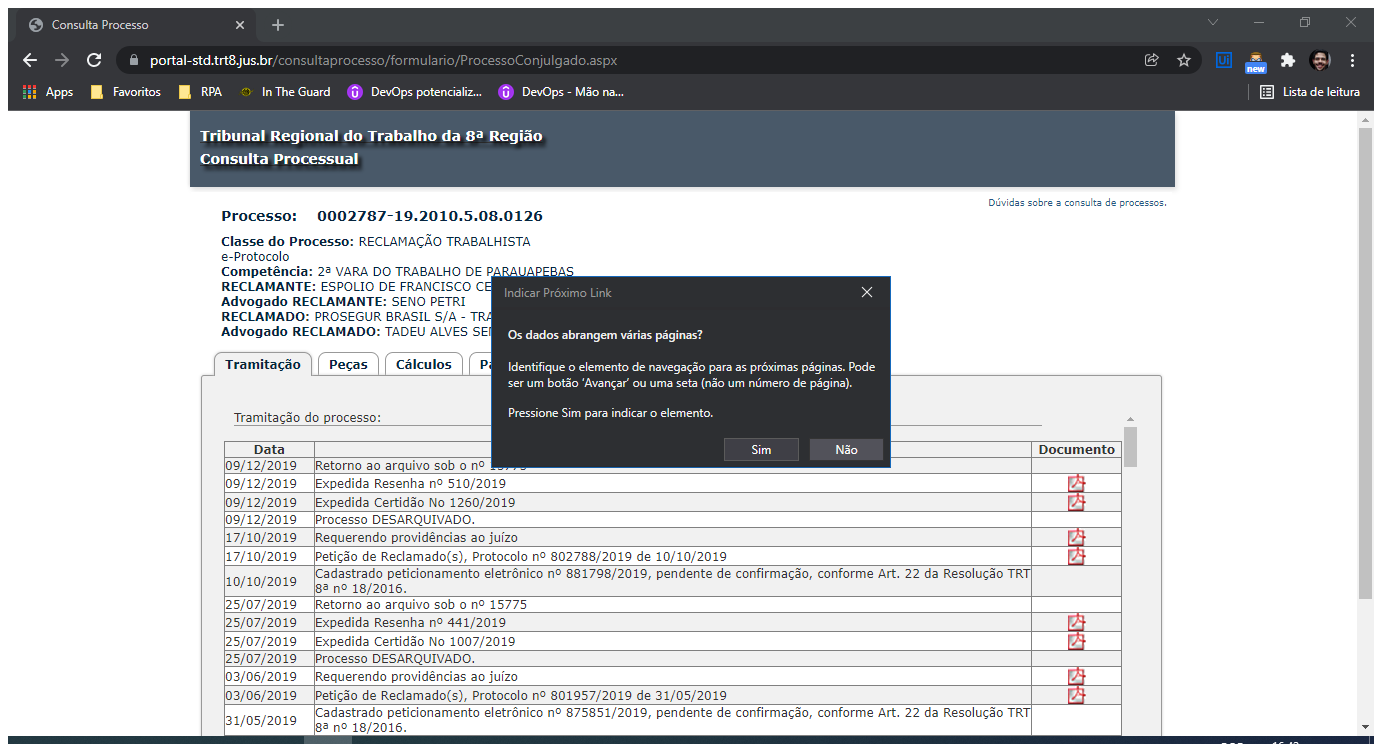 Consulta Processo
portal-std.trt8.jus.br/consultaprocesso/formulario/ProcessoConjulgado.aspx
new
Apps Favoritos RPA In The Guard DevOps potencializ... DevOps - Mão na... Lista de leitura
Tribunal Regional do Trabalho da 8ª Região
Consulta Processual
Dúvidas sobre a consulta de processos.
Processo: 0002787-19.2010.5.08.0126
Classe do Processo: RECLAMAÇÃO TRABALHISTA
e-Protocolo
Competência: 2ª VARA DO TRABALHO DE PARAUAPEBAS
RECLAMANTE: ESPOLIO DE FRANCISCO CE
Advogado RECLAMANTE: SENO PETRI
RECLAMADO: PROSEGUR BRASIL S/A - TRA
Advogado RECLAMADO: TADEU ALVES SE
Indicar Próximo Link
Os dados abrangem várias páginas?
Identifique o elemento de navegação para as próximas páginas. Pode
ser um botão ‘Avançar’ ou uma seta (não um número de página).
Pressione Sim para indicar o elemento.
Sim Não
Tramitação Peças Cálculos
Tramitação do processo:
Data Documento
09/12/2019 Retorno ao arquivo sob o nº
09/12/2019 Expedida Resenha nº 510/2019
09/12/2019 Expedida Certidão No 1260/2019
09/12/2019 Processo DESARQUIVADO.
17/10/2019 Requerendo providências ao juízo
17/10/2019 Petição de Reclamado(s), Protocolo nº 802788/2019 de 10/10/2019
10/10/2019 Cadastrado peticionamento eletrônico nº 881798/2019, pendente de confirmação, conforme Art. 22 da Resolução TRT
8ª nº 18/2016.
25/07/2019 Retorno ao arquivo sob o nº 15775
25/07/2019 Expedida Resenha nº 441/2019
25/07/2019 Expedida Certidão No 1007/2019
25/07/2019 Processo DESARQUIVADO.
03/06/2019 Requerendo providências ao juízo
03/06/2019 Petição de Reclamado(s), Protocolo nº 801957/2019 de 31/05/2019
31/05/2019 Cadastrado peticionamento eletrônico nº 875851/2019, pendente de confirmação, conforme Art. 22 da Resolução TRT
8ª nº 18/2016.